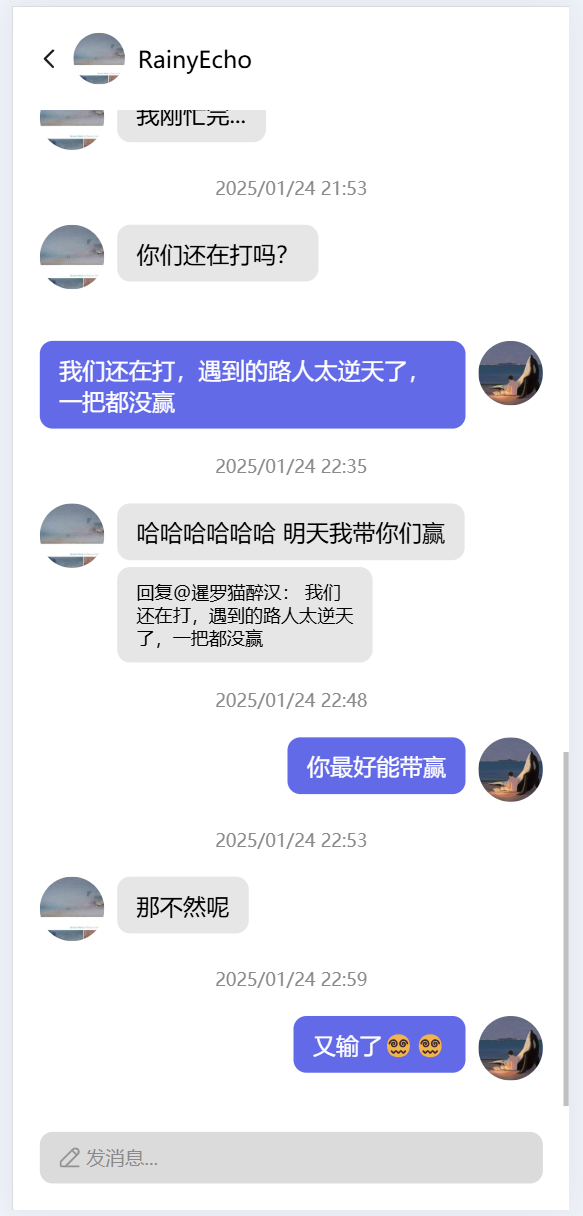 RainyEcho
我刚忙完...
2025/01/24 21:53
你们还在打吗?
我们还在打，遇到的路人太逆天了，
一把都没赢
2025/01/24 22:35
哈哈哈哈哈哈 明天我带你们赢
回复@暹罗猫醉汉： 我们
还在打，遇到的路人太逆天
了，一把都没赢
2025/01/24 22:48
你最好能带赢
2025/01/24 22:53
那不然呢
2025/01/24 22:59
又输了😵‍💫 😵‍💫
发消息...